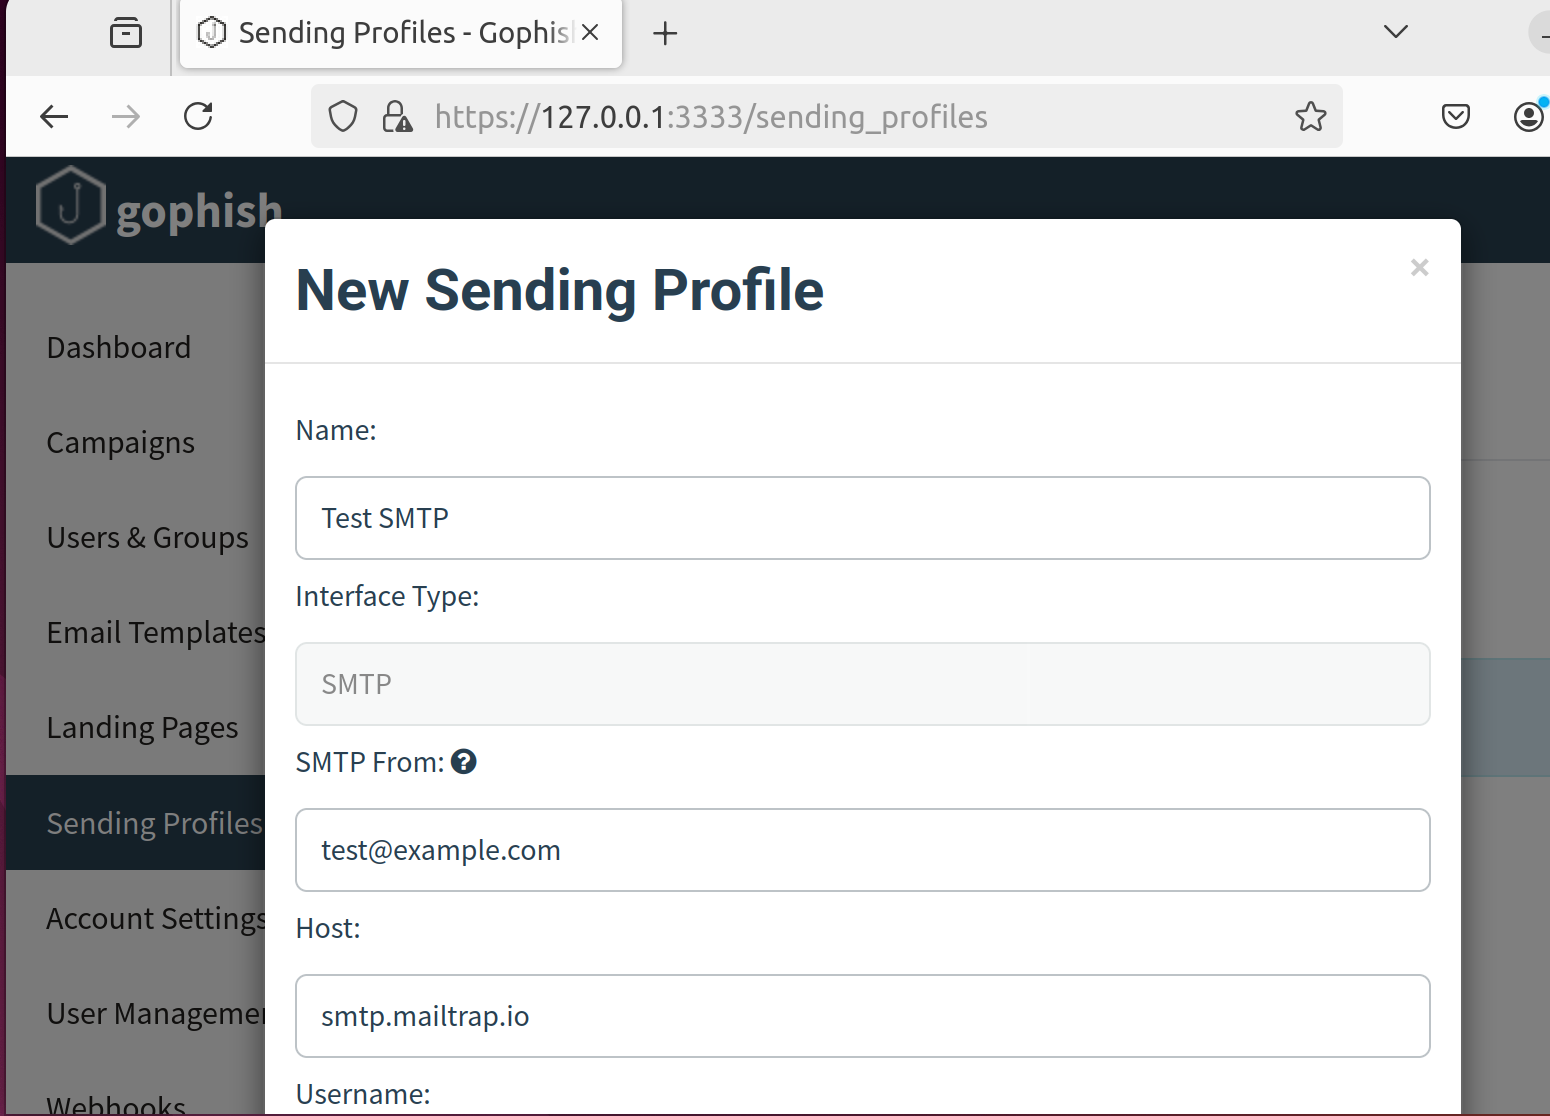 Sending Profiles - Gophis
https://127.0.0.1:3333/sending_profiles
gophish
New Sending Profile
Dashboard
Campaigns
Users & Groups
Email Templates
Landing Pages
Sending Profiles
Account Settings
User Managemen
Webhooks
Name:
Test SMTP
Interface Type:
SMTP
SMTP From:
test@example.com
Host:
smtp.mailtrap.io
Username: